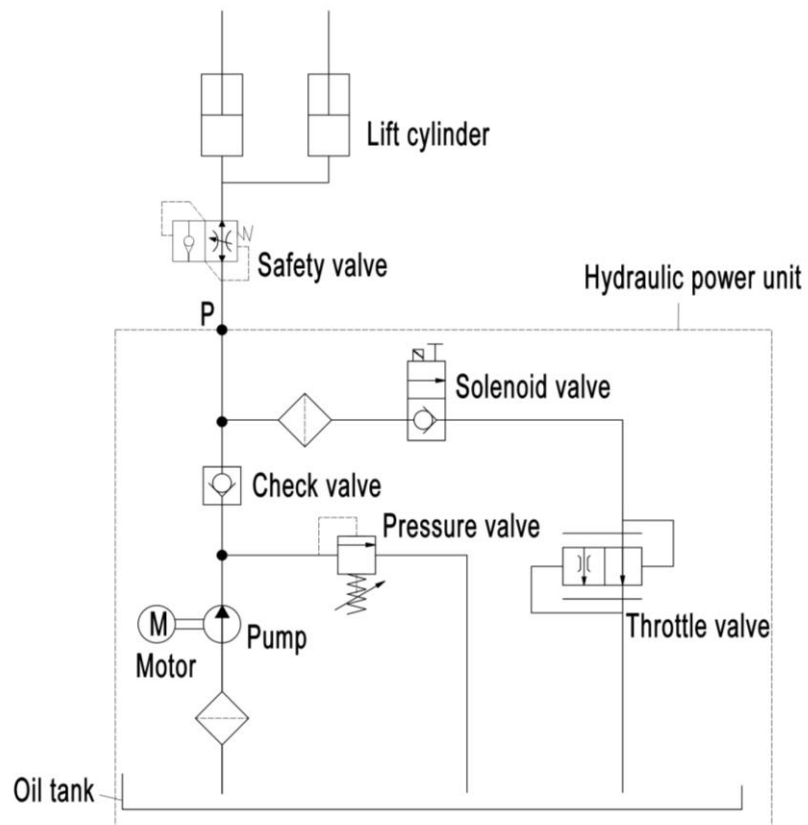 Lift cylinder
Safety valve
Hydraulic power unit
P
Solenoid valve
Check valve
Pressure valve
M
Pump
Throttle valve
Motor
Oil tank